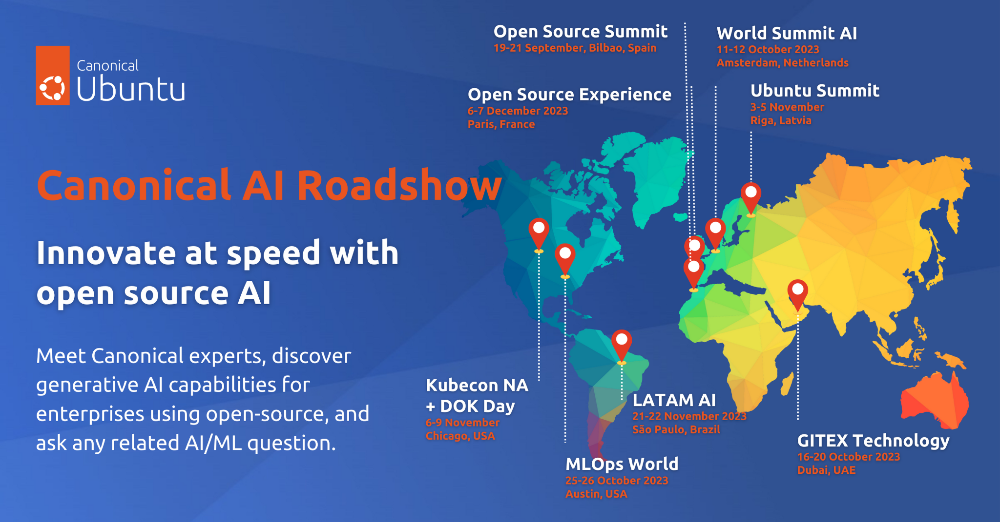 Canonical
Ubuntu
Canonical AI Roadshow
Innovate at speed with
open source AI
Meet Canonical experts, discover
generative AI capabilities for
enterprises using open-source, and
ask any related AI/ML question.
Open Source Summit
19-21 September, Bilbao, Spain
World Summit AI
11-12 October 2023
Amsterdam, Netherlands
Open Source Experience
6-7 December 2023
Paris, France
Ubuntu Summit
3-5 November
Riga, Latvia
Kubecon NA
+ DOK Day
6-9 November
Chicago, USA
LATAM AI
21-22 November 2023
São Paulo, Brazil
MLOps World
25-26 October 2023
Austin, USA
GITEX Technology
16-20 October 2023
Dubai, UAE